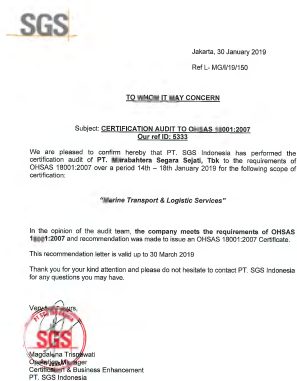 SGS
Jakarta, 30 January 2019
Ref L- MG/I/19/150
TO WHOM IT MAY CONCERN
Subject: CERTIFICATION AUDIT TO OHSAS 18001:2007
Our ref ID: 5333
We are pleased to confirm hereby that PT. SGS Indonesia has performed the
certification audit of PT. Segara Sejati, Tbk to the requirements of
OHSAS 18001:2007 over a period 14th – 18th January 2019 for the following scope of
certification:
"Marine Transport & Logistic Services"
In the opinion of the audit team, the company meets the requirements of OHSAS
18001:2007 and recommendation was made to issue an OHSAS 18001:2007 Certificate.
This recommendation letter is valid up to 30 March 2019
Thank you for your kind attention and please do not hesitate to contact PT. SGS Indonesia
for any questions you may have.
SGS
Magdalena
Certification & Business Enhancement
PT. SGS Indonesia